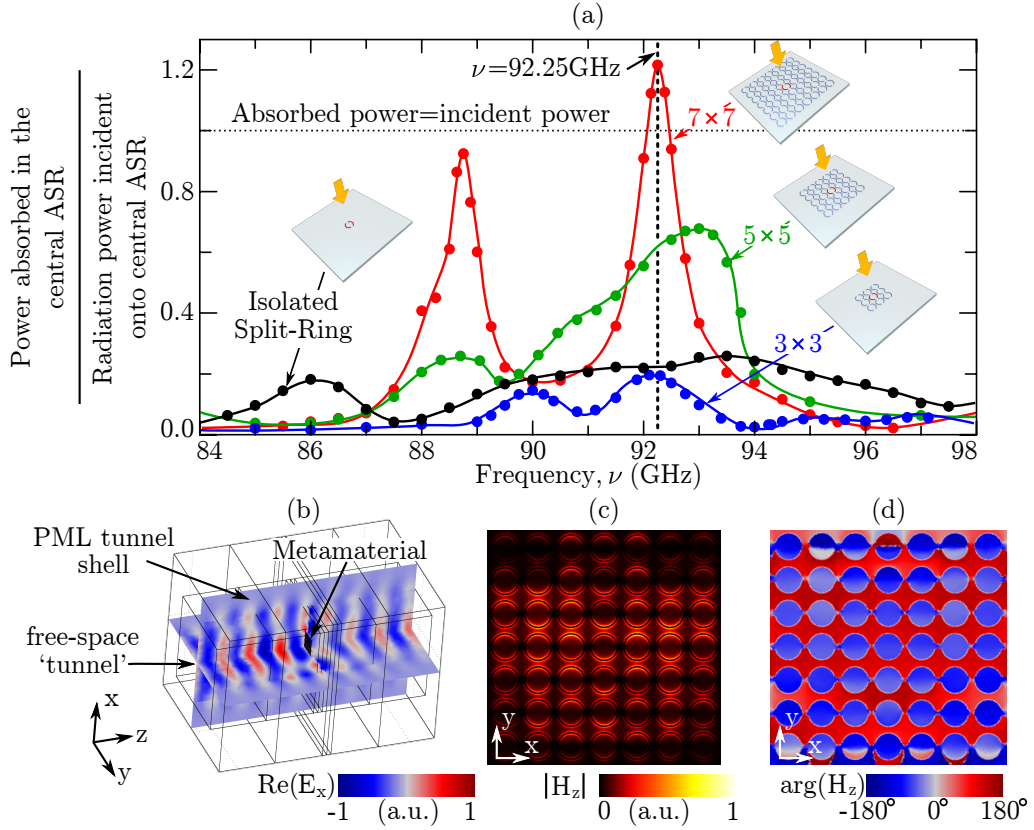 (a)
Power absorbed in the
central ASR
Radiation power incident
onto central ASR
1.2
0.8
0.4
0.0
ν=92.25GHz
Absorbed power=incident power
7×7
5×5
3×3
Isolated
Split-Ring
84 86 88 90 92 94 96 98
Frequency, ν (GHz)
(b)
PML tunnel
shell
Metamaterial
free-space
‘tunnel’
x
z
y
Re(E_x)
-1 (a.u.) 1
(c)
y
x
|H_z|
0 (a.u.) 1
(d)
y
x
arg(H_z)
-180° 0° 180°